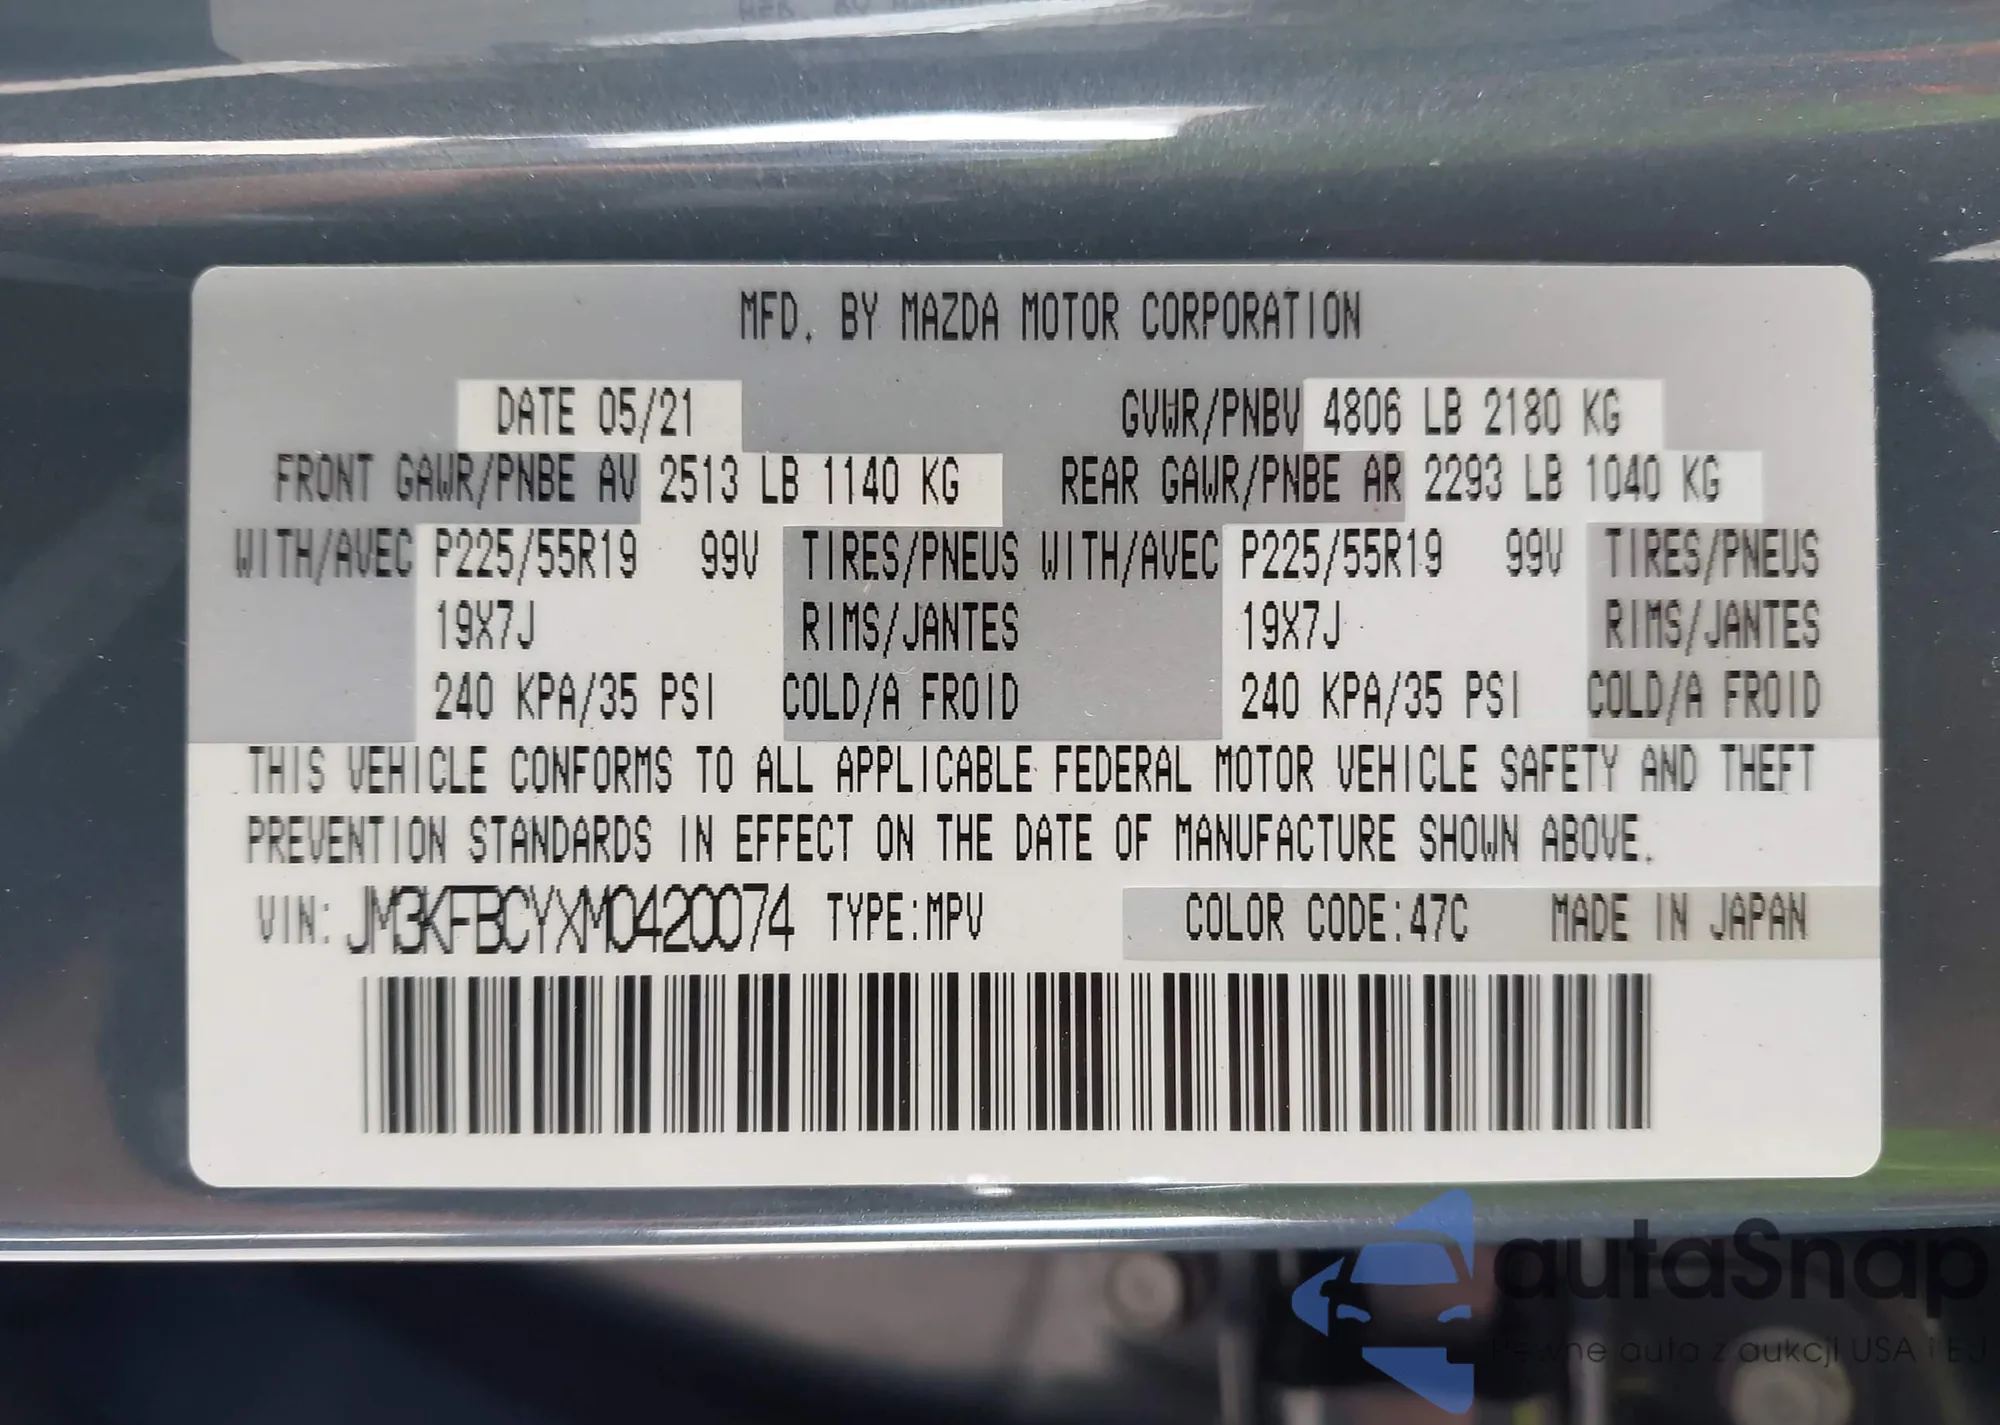 MFD. BY MAZDA MOTOR CORPORATION
DATE 05/21 GVWR/PNBV 4806 LB 2180 KG
FRONT GAWR/PNBE AV 2513 LB 1140 KG REAR GAWR/PNBE AR 2293 LB 1040 KG
WITH/AVEC P225/55R19 99V TIRES/PNEUS WITH/AVEC P225/55R19 99V TIRES/PNEUS
19X7J RIMS/JANTES 19X7J RIMS/JANTES
240 KPA/35 PSI COLD/A FROID 240 KPA/35 PSI COLD/A FROID
THIS VEHICLE CONFORMS TO ALL APPLICABLE FEDERAL MOTOR VEHICLE SAFETY AND THEFT
PREVENTION STANDARDS IN EFFECT ON THE DATE OF MANUFACTURE SHOWN ABOVE.
VIN: JM3KFBCYXM0420074 TYPE:MPV COLOR CODE:47C MADE IN JAPAN
autaSnap
auta z aukcji USA i EU